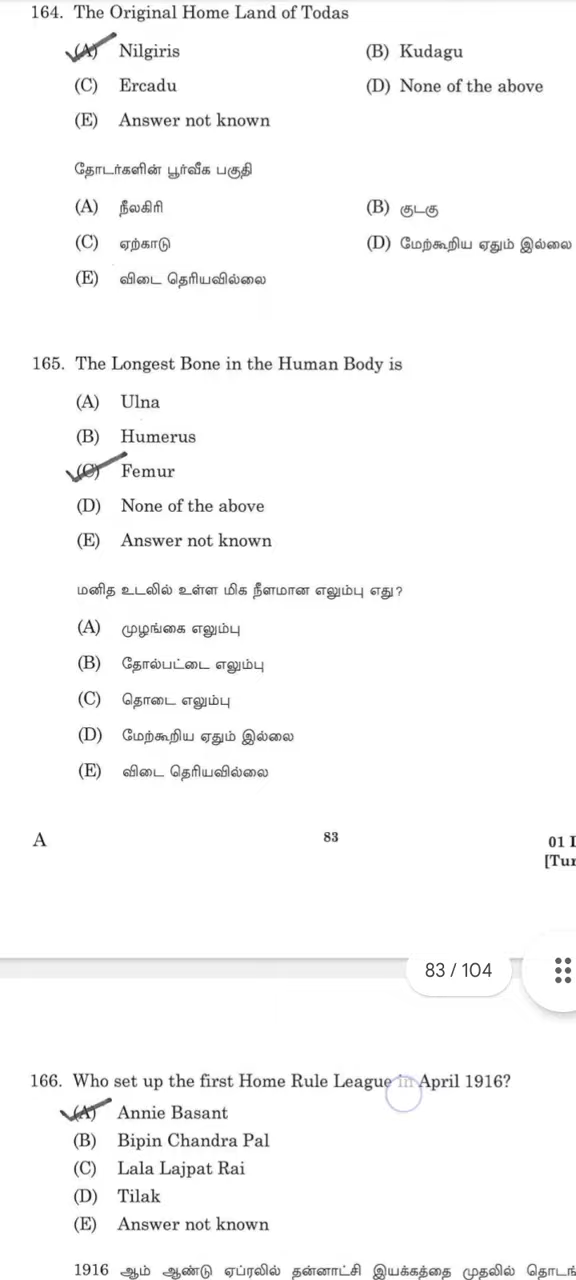 164. The Original Home Land of Todas
(A) Nilgiris (B) Kudagu
(C) Ercadu (D) None of the above
(E) Answer not known
தோடர்களின் பூர்வீக பகுதி
(A) நீலகிரி (B) குடகு
(C) ஏற்காடு (D) மேற்கூறிய ஏதும் இல்லை
(E) விடை தெரியவில்லை
165. The Longest Bone in the Human Body is
(A) Ulna
(B) Humerus
(C) Femur
(D) None of the above
(E) Answer not known
மனித உடலில் உள்ள மிக நீளமான எலும்பு எது?
(A) முழங்கை எலும்பு
(B) தோல்பட்டை எலும்பு
(C) தொடை எலும்பு
(D) மேற்கூறிய ஏதும் இல்லை
(E) விடை தெரியவில்லை
A 83 01 I
[Tur
83 / 104
166. Who set up the first Home Rule League in April 1916?
(A) Annie Basant
(B) Bipin Chandra Pal
(C) Lala Lajpat Rai
(D) Tilak
(E) Answer not known
1916 ஆம் ஆண்டு ஏப்ரலில் தன்னாட்சி இயக்கத்தை முதலில்